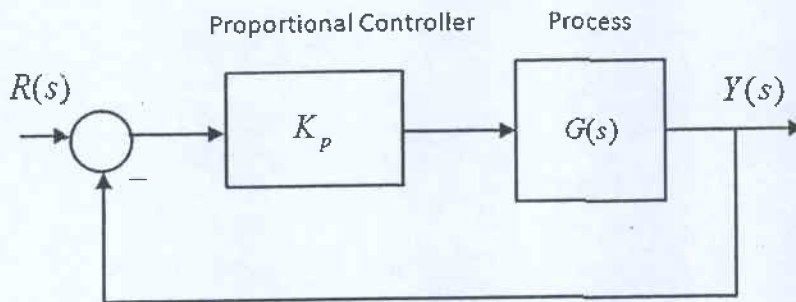 Proportional Controller
Process
R(s)
K_p
G(s)
Y(s)
−